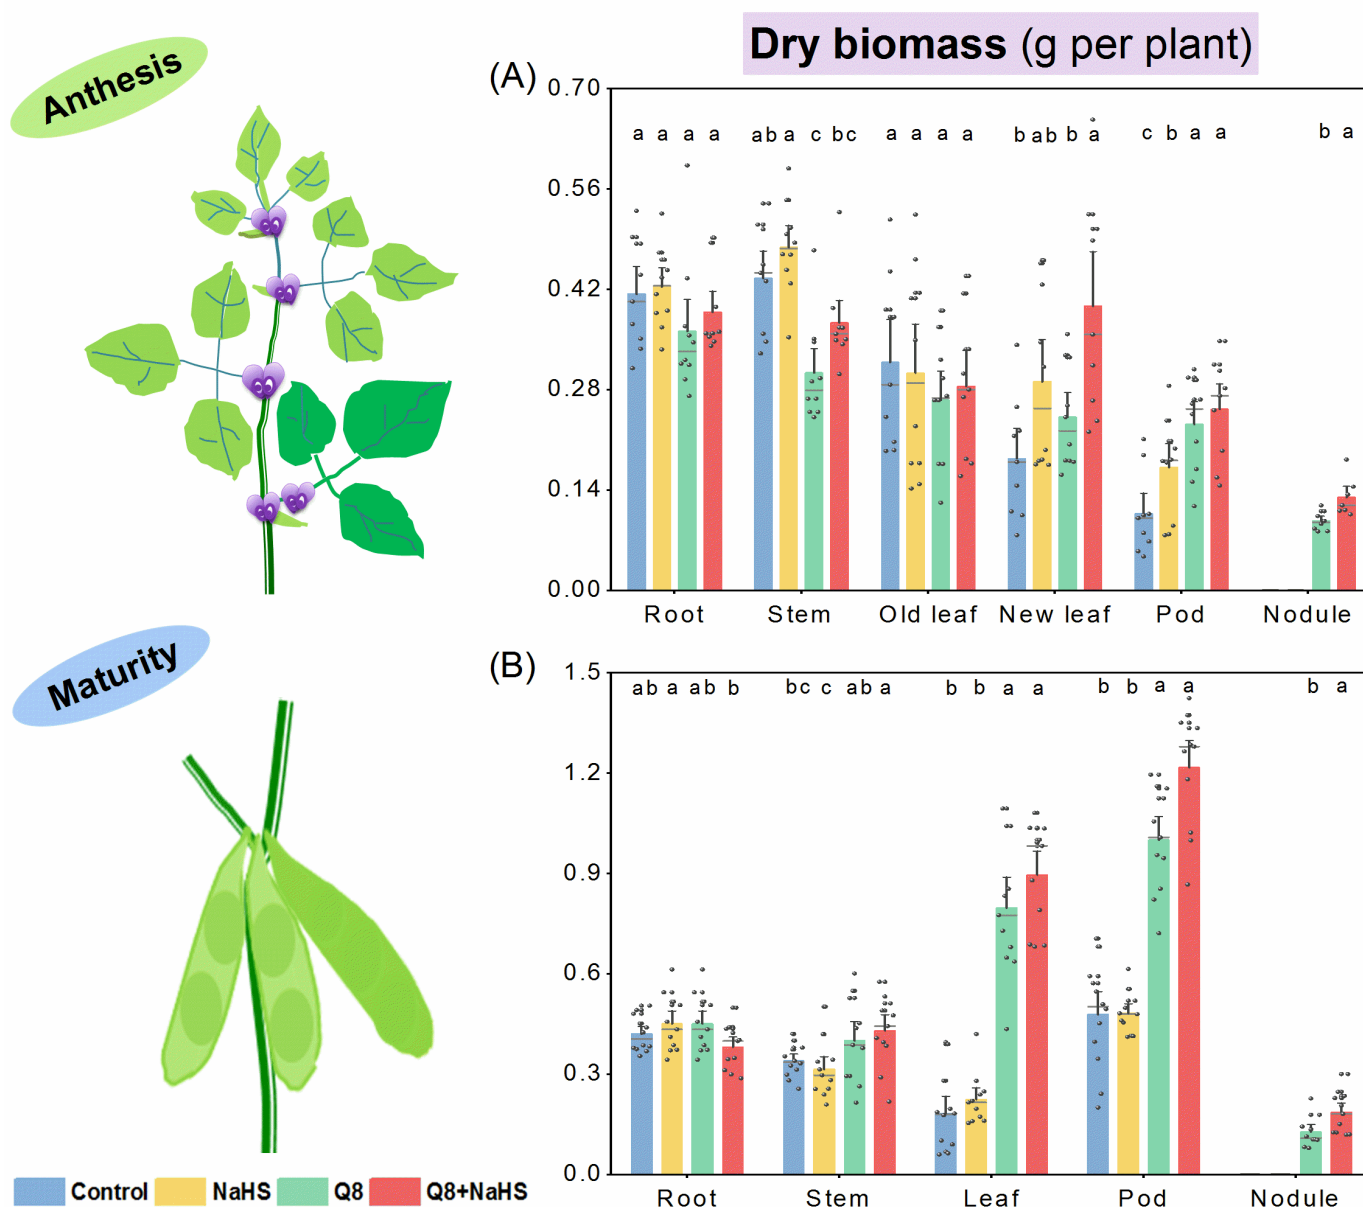 Dry biomass (g per plant)
Anthesis
(A)
0.70
0.56
0.42
0.28
0.14
0.00
a a a a ab a c bc a a a a b ab b a c b a a b a
Root Stem Old leaf New leaf Pod Nodule
Maturity
(B)
1.5
1.2
0.9
0.6
0.3
0.0
ab a ab b bc c ab a b b a a b b a a b a
Root Stem Leaf Pod Nodule
Control NaHS Q8 Q8+NaHS